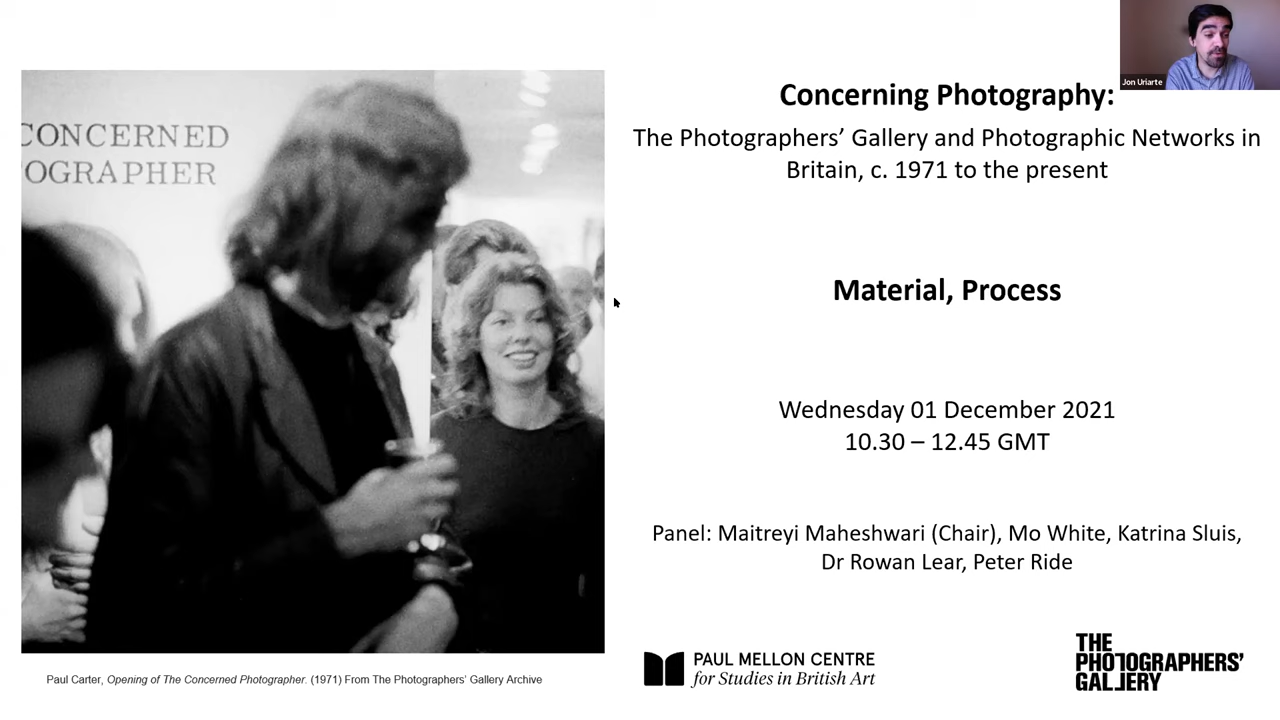 Jon Uriarte
CONCERNED
OGRAPHER
Concerning Photography:
The Photographers’ Gallery and Photographic Networks in
Britain, c. 1971 to the present
Material, Process
Wednesday 01 December 2021
10.30 – 12.45 GMT
Panel: Maitreyi Maheshwari (Chair), Mo White, Katrina Sluis,
Dr Rowan Lear, Peter Ride
Paul Carter, Opening of The Concerned Photographer. (1971) From The Photographers’ Gallery Archive
PAUL MELLON CENTRE
for Studies in British Art
THE
PHOTOGRAPHERS’
GALLERY